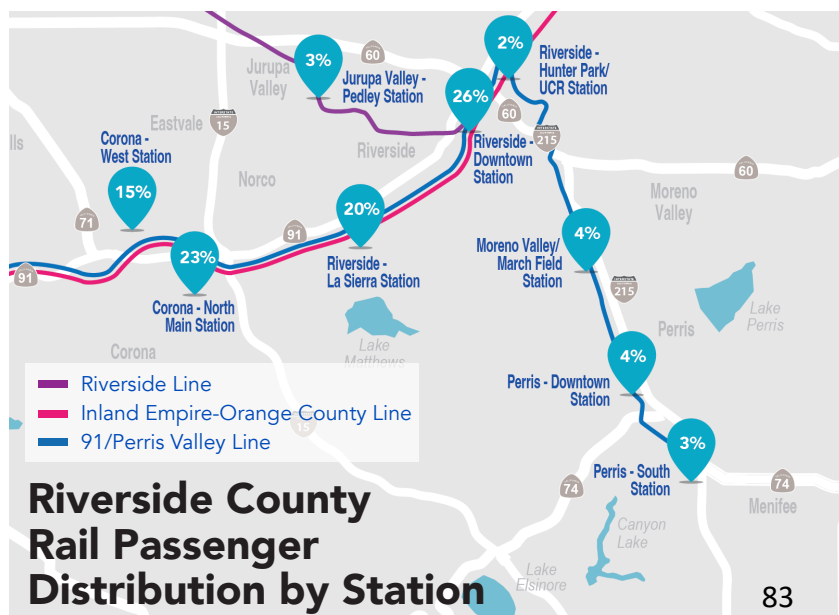 3%
Jurupa
Valley
Jurupa Valley -
Pedley Station
60
2%
Riverside -
Hunter Park/
UCR Station
26%
60
Riverside -
Downtown
Station
215
Eastvale
15
Riverside
lls
Corona -
West Station
15%
Norco
60
Moreno
Valley
71
20%
91
Riverside -
La Sierra Station
4%
Moreno Valley/
March Field
Station
91
23%
Corona - North
Main Station
215
Lake
Perris
Perris
Lake
Matthews
Corona
4%
Perris - Downtown
Station
Riverside Line
Inland Empire-Orange County Line
91/Perris Valley Line
15
3%
Perris - South
Station
74
74
Menifee
Canyon
Lake
Lake
Elsinore
Riverside County
Rail Passenger
Distribution by Station
83